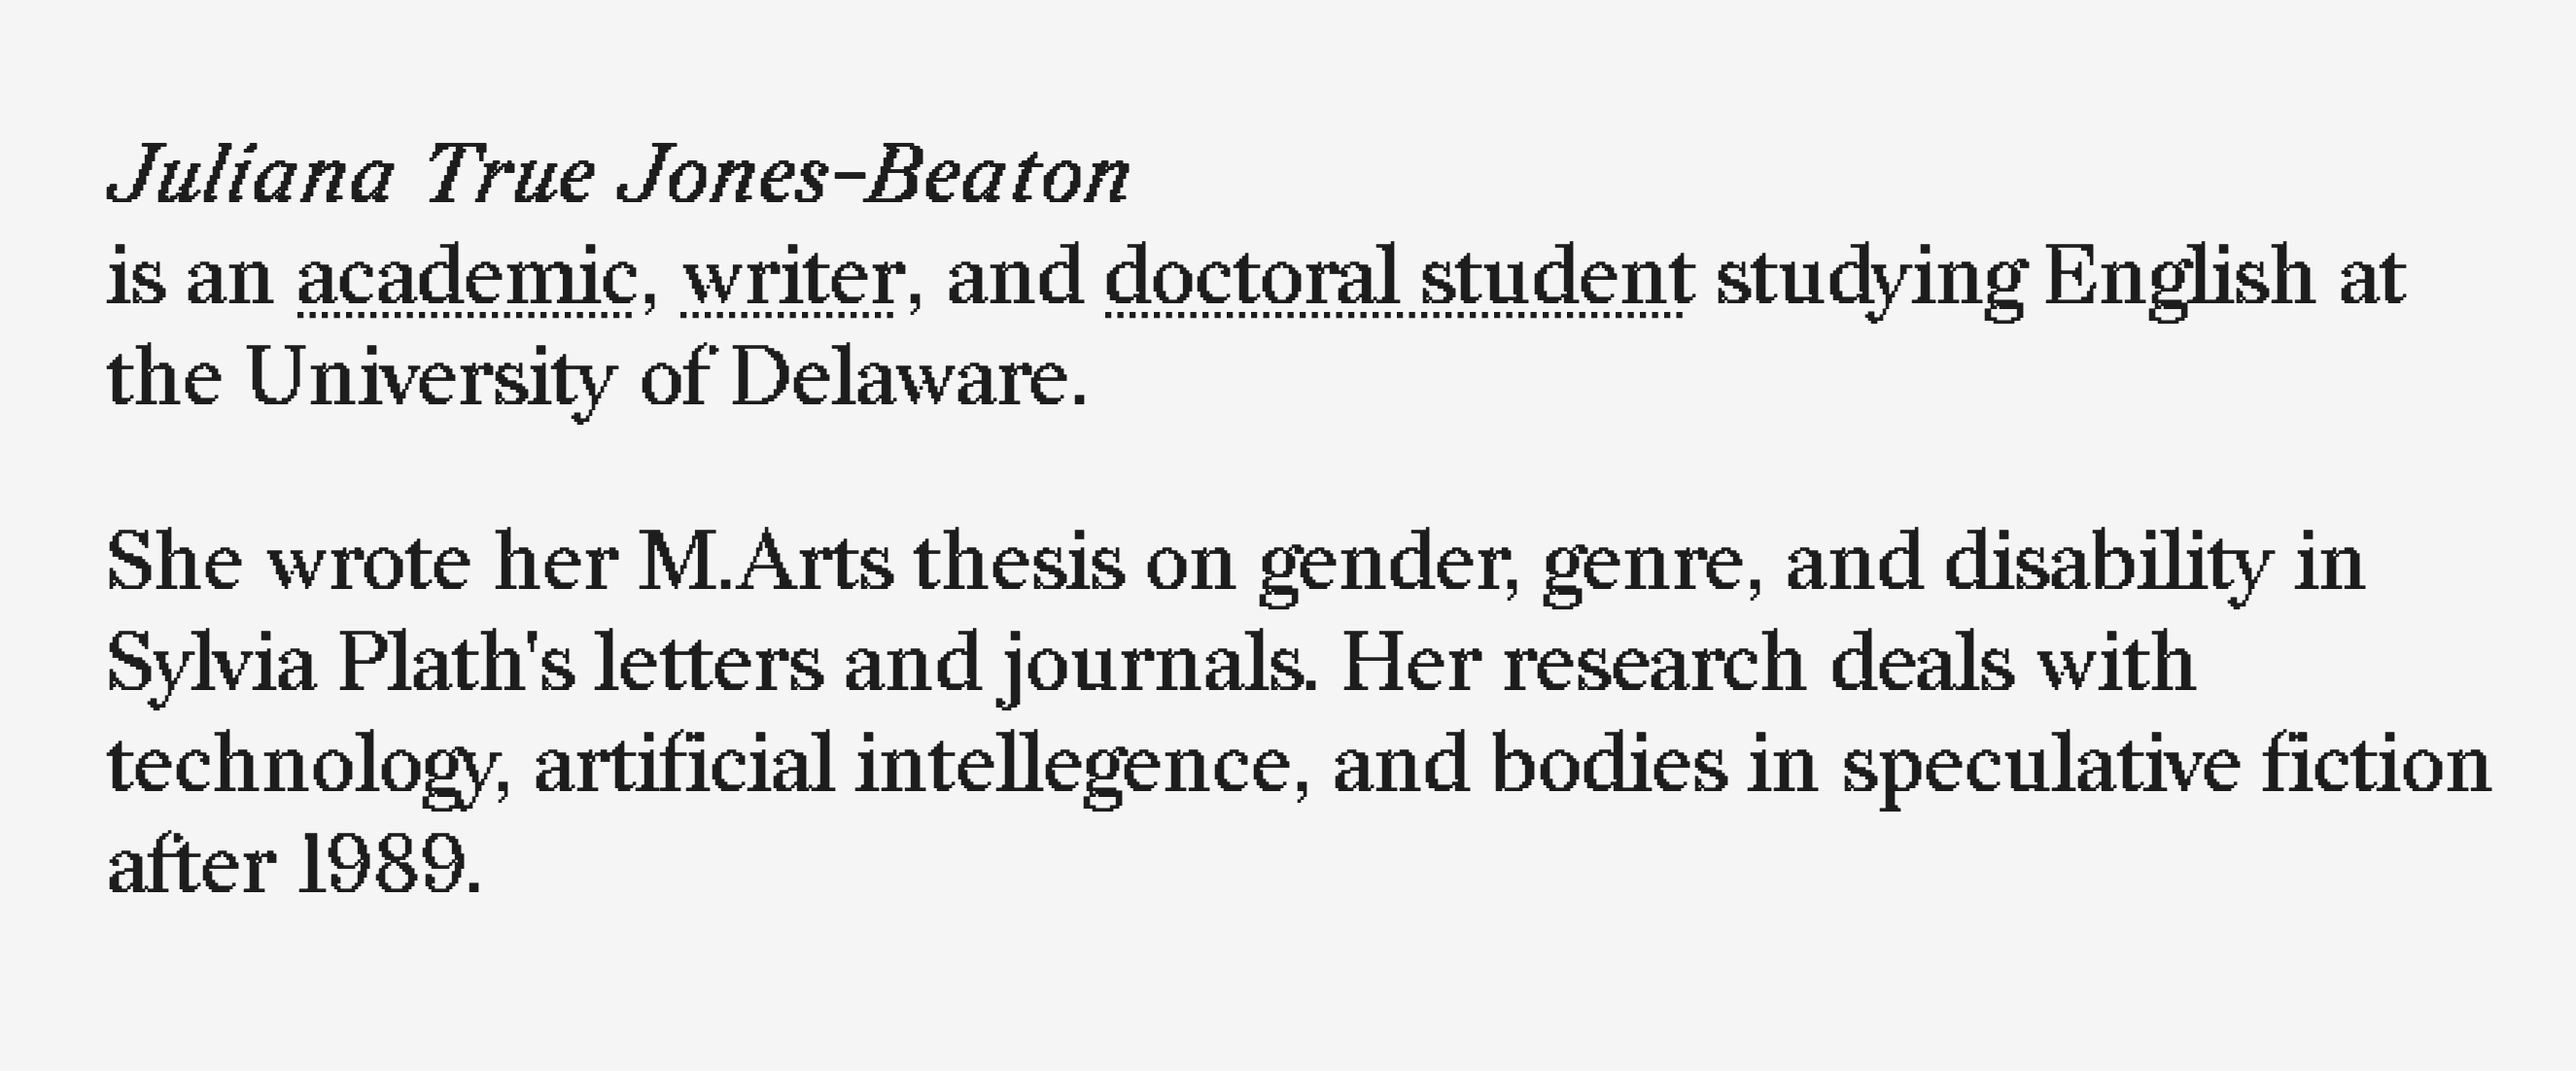 Juliana True Jones-Beaton
is an academic, writer, and doctoral student studying English at
the University of Delaware.
She wrote her M.Arts thesis on gender, genre, and disability in
Sylvia Plath's letters and journals. Her research deals with
technology, artificial intellegence, and bodies in speculative fiction
after 1989.